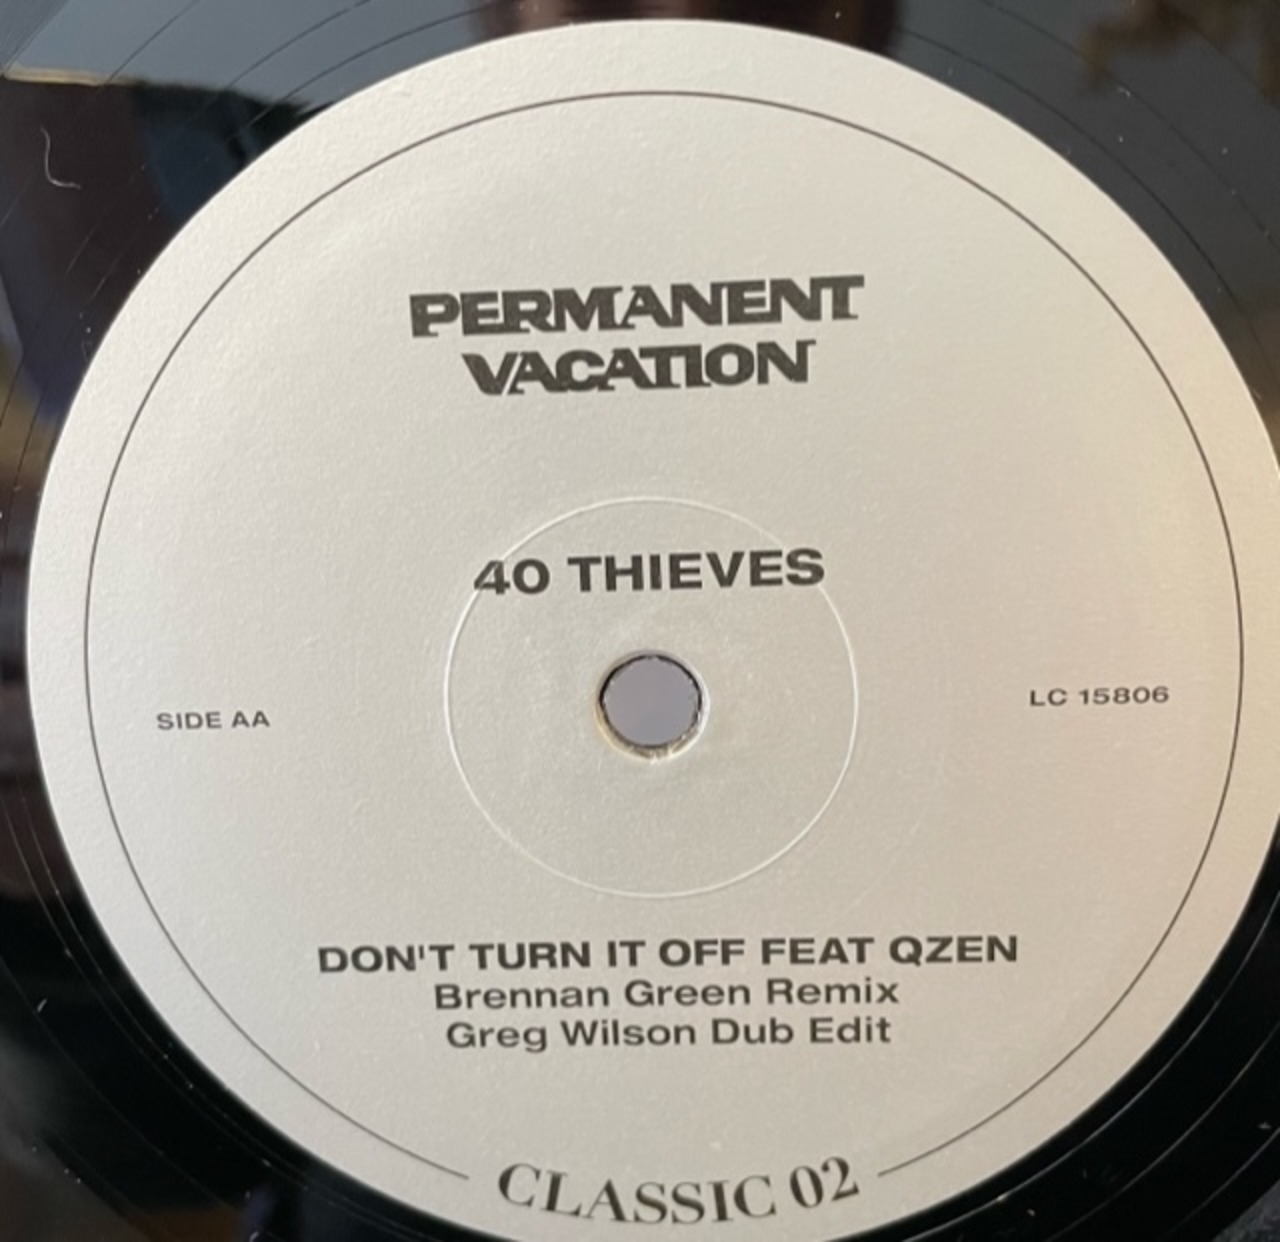 PERMANENT
VACATION
40 THIEVES
SIDE AA
LC 15806
DON'T TURN IT OFF FEAT QZEN
Brennan Green Remix
Greg Wilson Dub Edit
CLASSIC 02